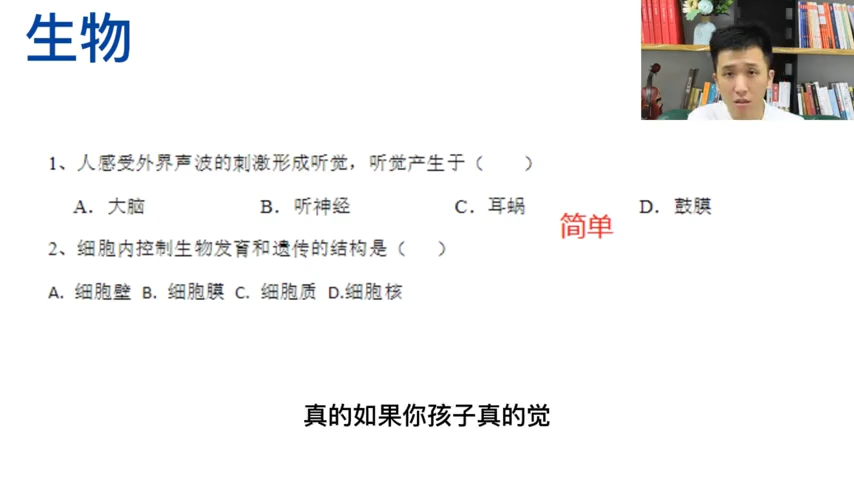 生物
1、人感受外界声波的刺激形成听觉，听觉产生于（　　）
A. 大脑 B. 听神经 C. 耳蜗 D. 鼓膜
简单
2、细胞内控制生物发育和遗传的结构是（　　）
A. 细胞壁 B. 细胞膜 C. 细胞质 D.细胞核
真的如果你孩子真的觉